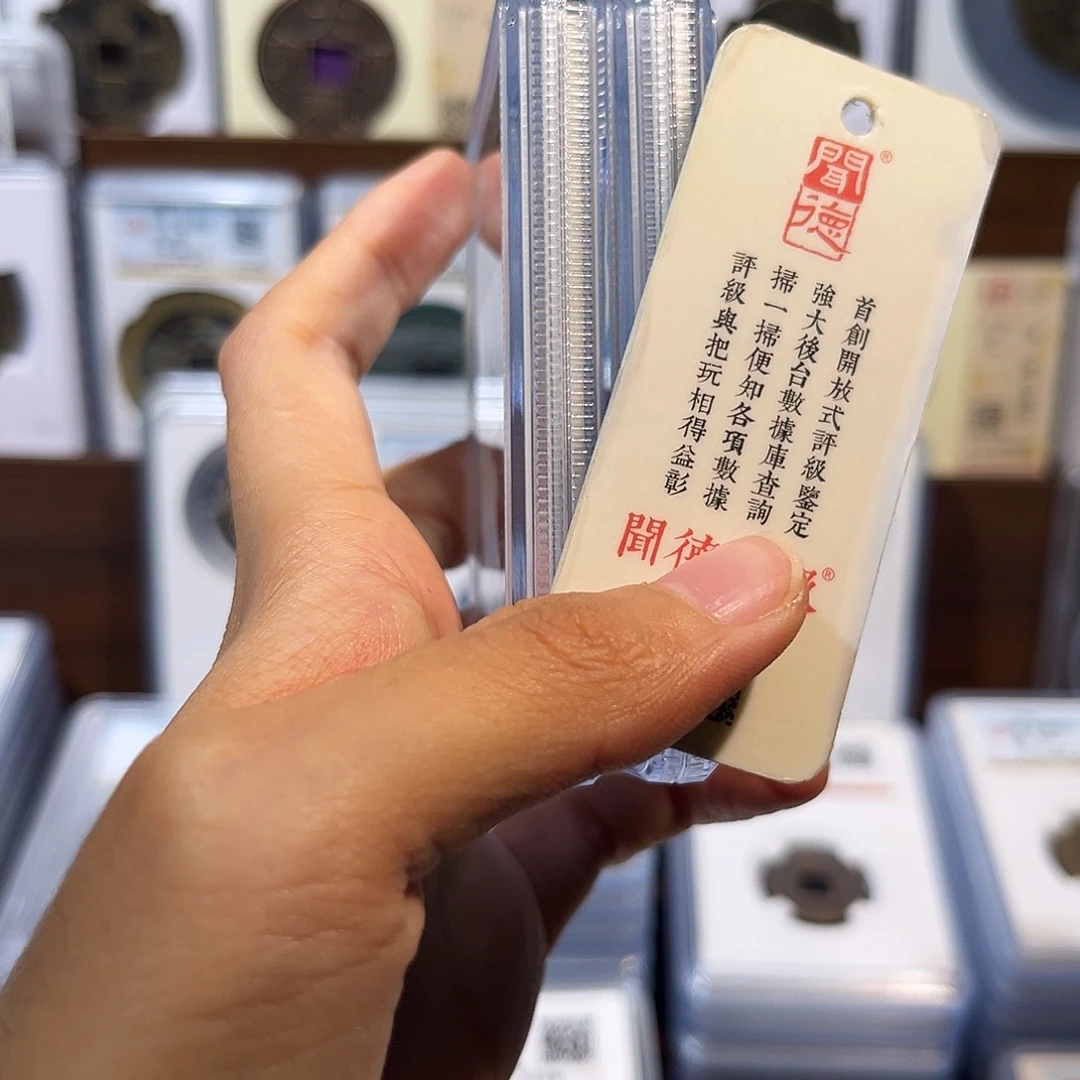 聞德
®
首創開放式評級鑒定
強大後台數據庫查詢
掃一掃便知各項數據
評級與把玩相得益彰
聞德
®